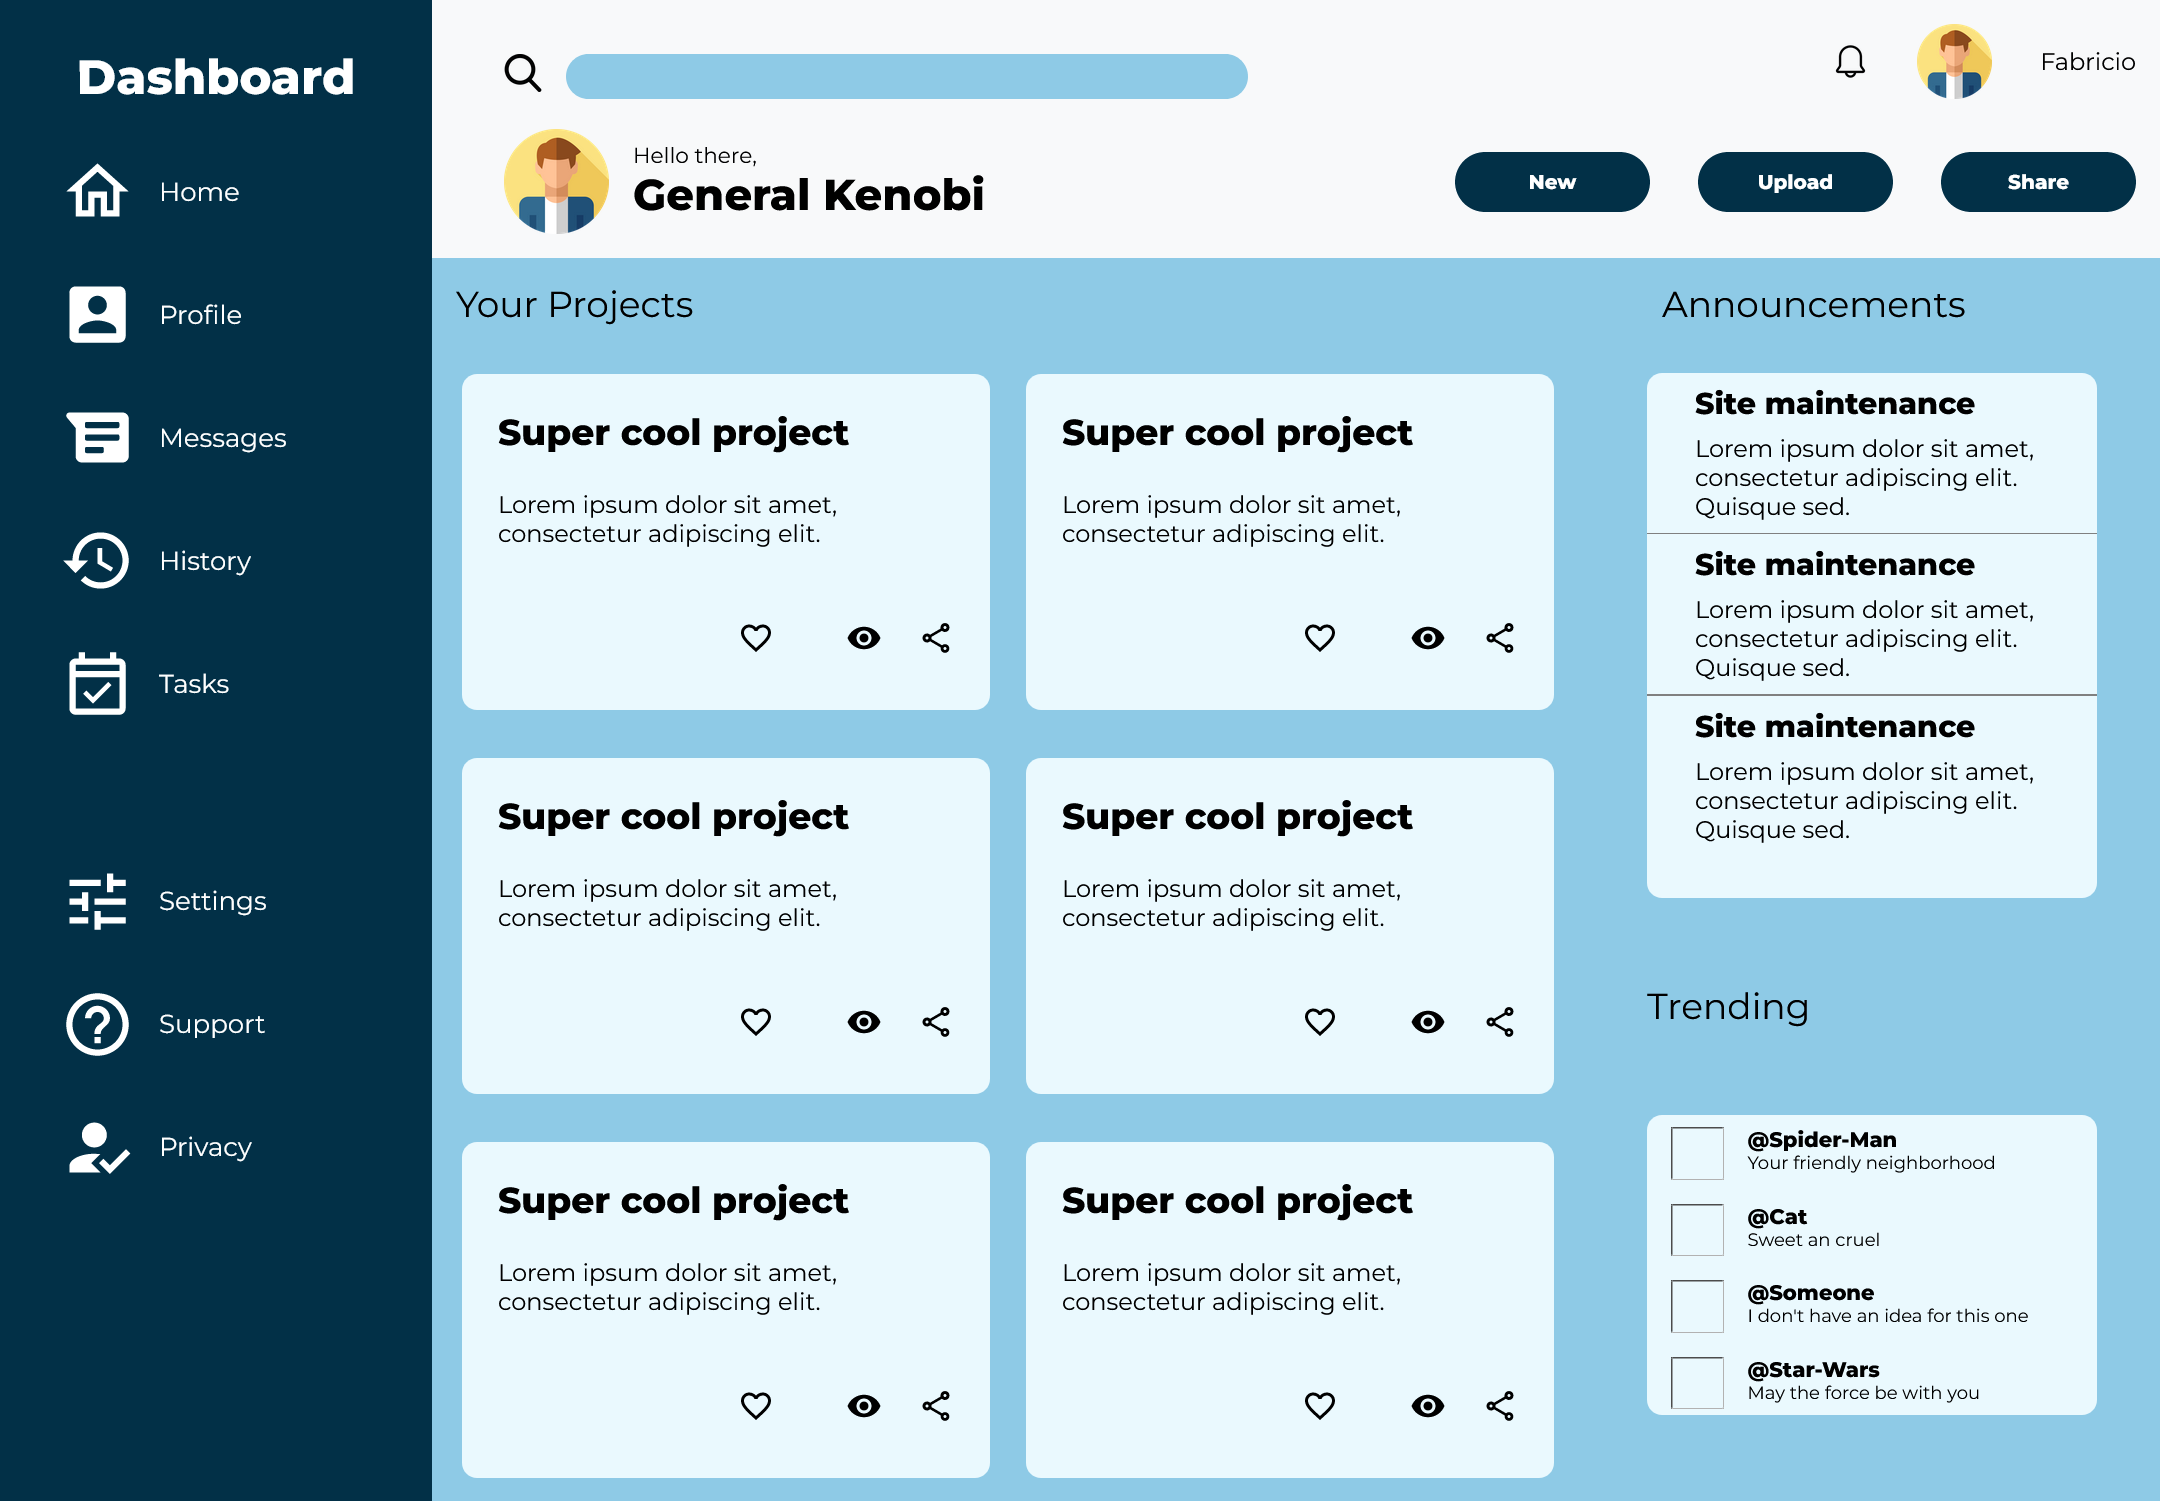 Dashboard
Home
Profile
Messages
History
Tasks
Settings
Support
Privacy
Fabricio
Hello there,
General Kenobi
New
Upload
Share
Your Projects
Super cool project
Lorem ipsum dolor sit amet,
consectetur adipiscing elit.
Super cool project
Lorem ipsum dolor sit amet,
consectetur adipiscing elit.
Super cool project
Lorem ipsum dolor sit amet,
consectetur adipiscing elit.
Super cool project
Lorem ipsum dolor sit amet,
consectetur adipiscing elit.
Super cool project
Lorem ipsum dolor sit amet,
consectetur adipiscing elit.
Super cool project
Lorem ipsum dolor sit amet,
consectetur adipiscing elit.
Announcements
Site maintenance
Lorem ipsum dolor sit amet,
consectetur adipiscing elit.
Quisque sed.
Site maintenance
Lorem ipsum dolor sit amet,
consectetur adipiscing elit.
Quisque sed.
Site maintenance
Lorem ipsum dolor sit amet,
consectetur adipiscing elit.
Quisque sed.
Trending
@Spider-Man
Your friendly neighborhood
@Cat
Sweet an cruel
@Someone
I don't have an idea for this one
@Star-Wars
May the force be with you